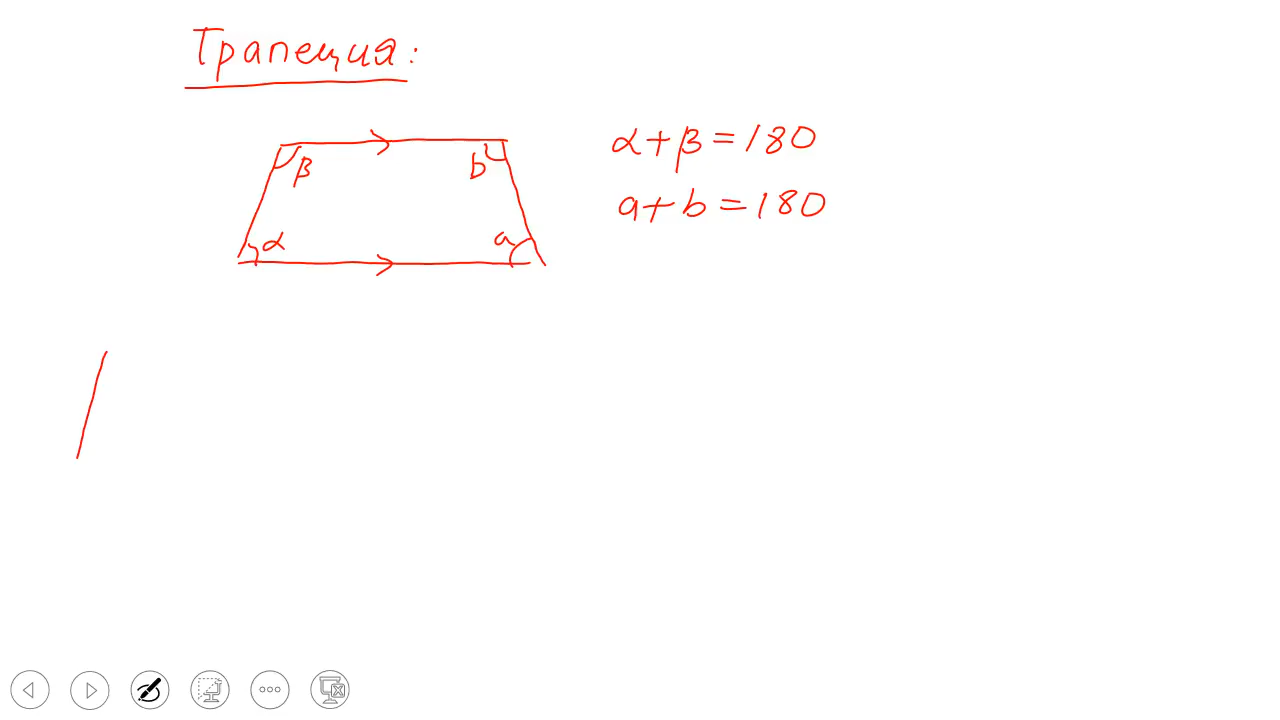 Трапеция:
β b
α a
α+β=180
a+b=180